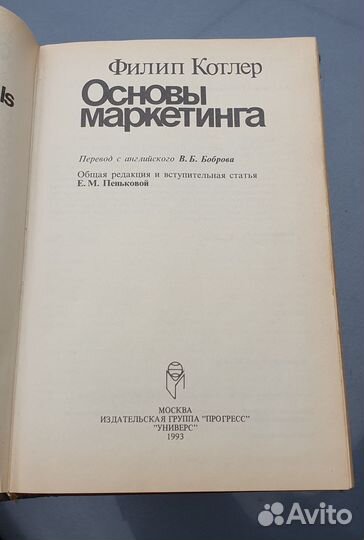 ls
Филип Котлер
Основы
маркетинга
Перевод с английского В. Б. Боброва
Общая редакция и вступительная статья
Е. М. Пеньковой
МОСКВА
ИЗДАТЕЛЬСКАЯ ГРУППА "ПРОГРЕСС"
"УНИВЕРС"
1993
Avito